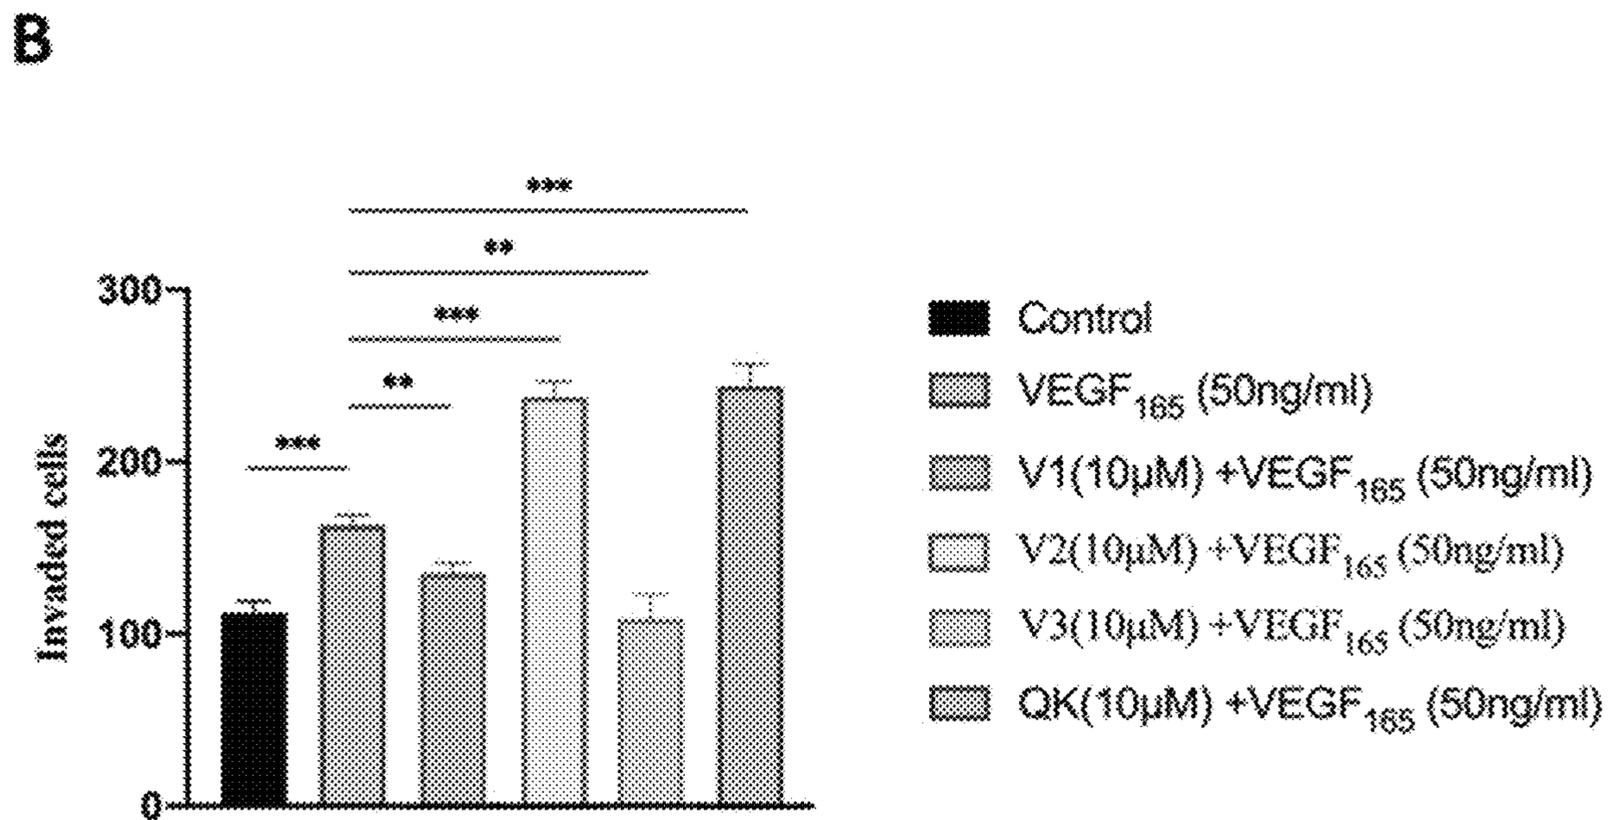 B
***
**
***
**
***
300
200
100
0
Invaded cells
Control
VEGF165 (50ng/ml)
V1(10μM) +VEGF165 (50ng/ml)
V2(10μM) +VEGF165 (50ng/ml)
V3(10μM) +VEGF165 (50ng/ml)
QK(10μM) +VEGF165 (50ng/ml)